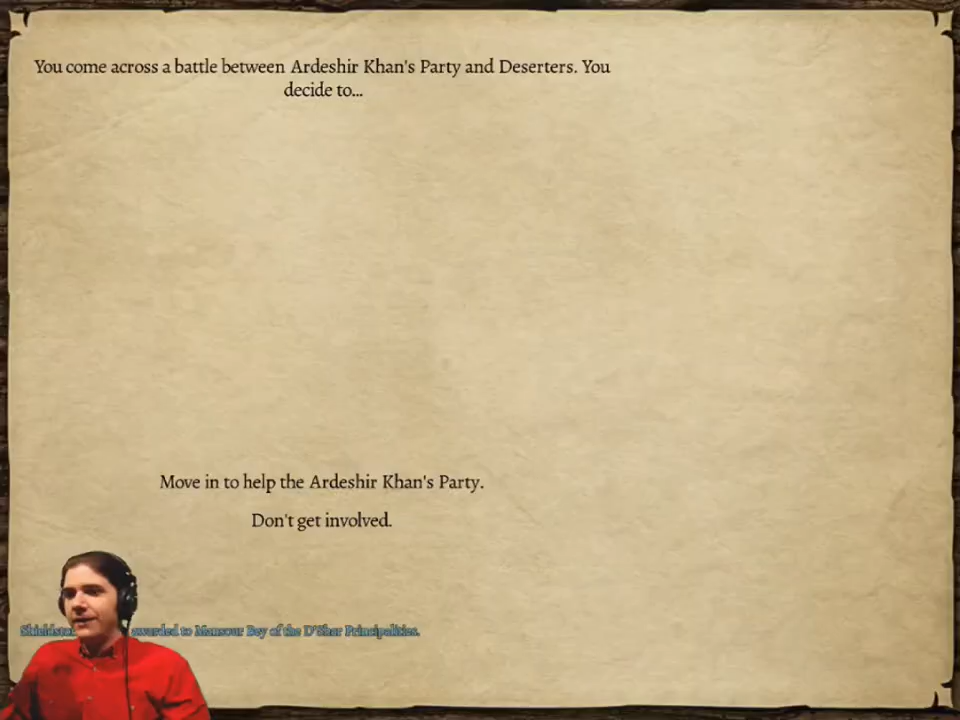 You come across a battle between Ardeshir Khan's Party and Deserters. You
decide to...
Move in to help the Ardeshir Khan's Party.
Don't get involved.
awarded to Mansour Bey of the D'Shar Principalities.